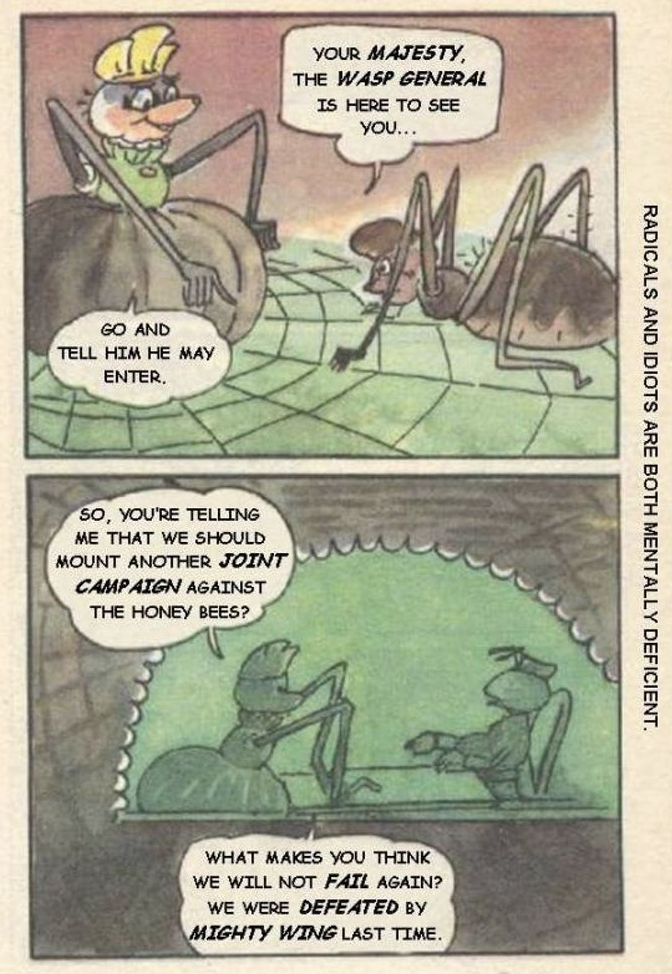 YOUR MAJESTY,
THE WASP GENERAL
IS HERE TO SEE
YOU...
GO AND
TELL HIM HE MAY
ENTER.
SO, YOU'RE TELLING
ME THAT WE SHOULD
MOUNT ANOTHER JOINT
CAMPAIGN AGAINST
THE HONEY BEES?
WHAT MAKES YOU THINK
WE WILL NOT FAIL AGAIN?
WE WERE DEFEATED BY
MIGHTY WING LAST TIME.
RADICALS AND IDIOTS ARE BOTH MENTALLY DEFICIENT.